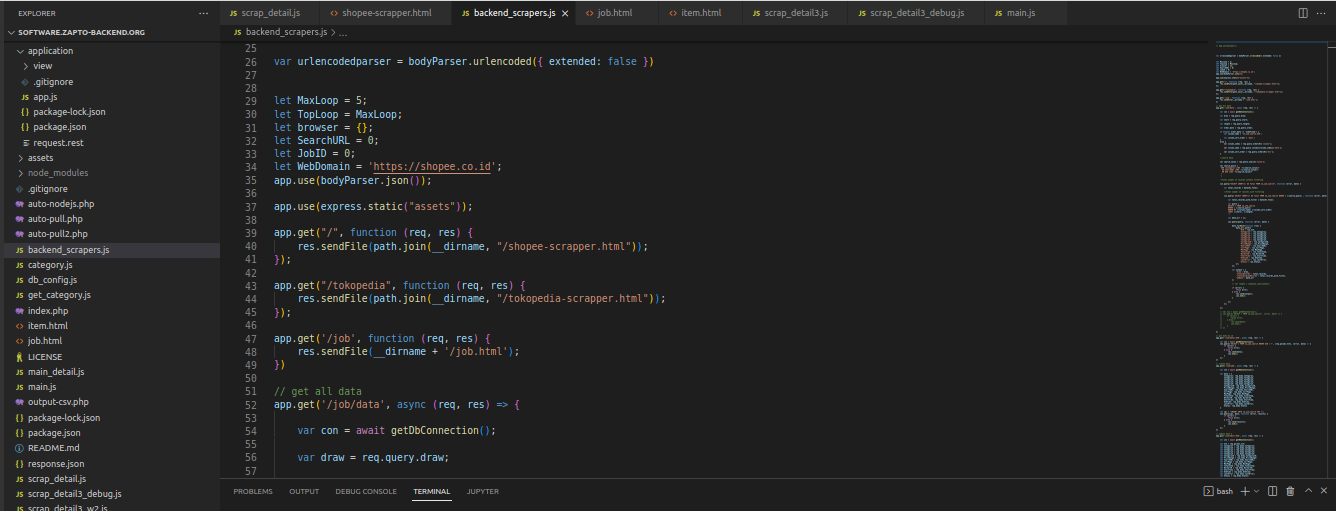 EXPLORER ···
SOFTWARE.ZAPTO-BACKEND.ORG
application
view
.gitignore
JS app.js
{} package-lock.json
{} package.json
request.rest
assets
node_modules
.gitignore
auto-nodejs.php
auto-pull.php
auto-pull2.php
JS backend_scrapers.js
JS category.js
JS db_config.js
JS get_category.js
index.php
<> item.html
<> job.html
LICENSE
JS main_detail.js
JS main.js
output-csv.php
{} package-lock.json
{} package.json
README.md
{} response.json
JS scrap_detail.js
JS scrap_detail3_debug.js
JS scrap_detail3_w2.js
JS scrap_detail.js <> shopee-scrapper.html JS backend_scrapers.js × <> job.html <> item.html JS scrap_detail3.js JS scrap_detail3_debug.js JS main.js ···
JS backend_scrapers.js > ...
25
26 var urlencodedparser = bodyParser.urlencoded({ extended: false })
27
28
29 let MaxLoop = 5;
30 let TopLoop = MaxLoop;
31 let browser = {};
32 let SearchURL = 0;
33 let JobID = 0;
34 let WebDomain = 'https://shopee.co.id';
35 app.use(bodyParser.json());
36
37 app.use(express.static("assets"));
38
39 app.get("/", function (req, res) {
40     res.sendFile(path.join(__dirname, "/shopee-scrapper.html"));
41 });
42
43 app.get("/tokopedia", function (req, res) {
44     res.sendFile(path.join(__dirname, "/tokopedia-scrapper.html"));
45 });
46
47 app.get('/job', function (req, res) {
48     res.sendFile(__dirname + '/job.html');
49 })
50
51 // get all data
52 app.get('/job/data', async (req, res) => {
53
54     var con = await getDbConnection();
55
56     var draw = req.query.draw;
57
PROBLEMS OUTPUT DEBUG CONSOLE TERMINAL JUPYTER bash